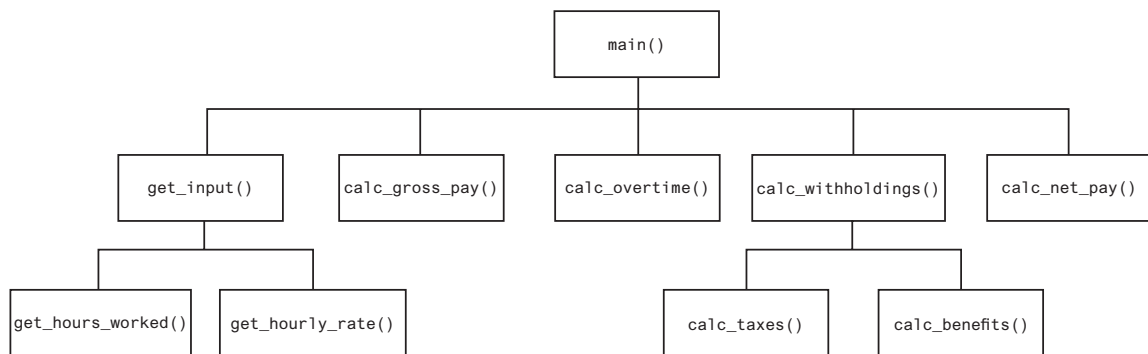 main()
get_input()
calc_gross_pay()
calc_overtime()
calc_withholdings()
calc_net_pay()
get_hours_worked()
get_hourly_rate()
calc_taxes()
calc_benefits()